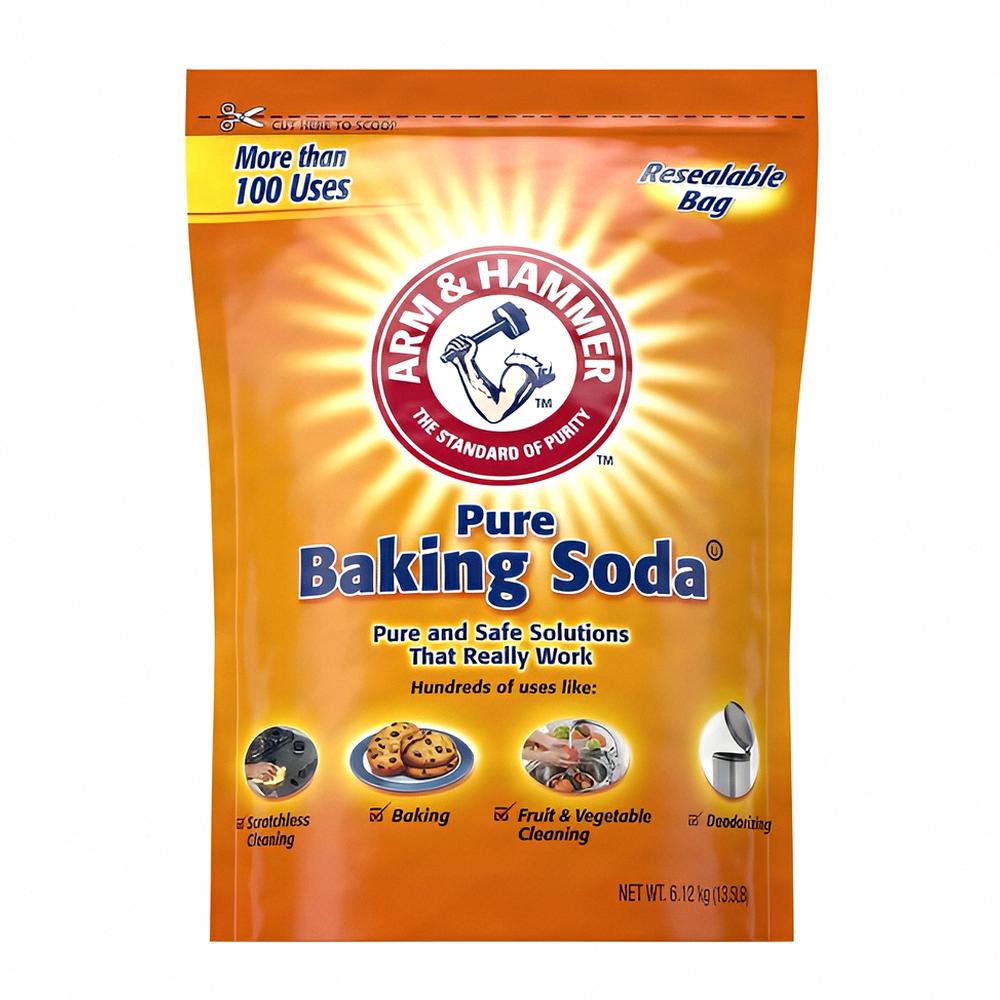 CUT HERE TO SCOOP
More than
100 Uses
Resealable
Bag
ARM & HAMMER
THE STANDARD OF PURITY
TM
TM
Pure
Baking Soda
U
Pure and Safe Solutions
That Really Work
Hundreds of uses like:
Scratchless
Cleaning
Baking
Fruit & Vegetable
Cleaning
Deodorizing
NET WT. 6.12 kg (13.5LB)